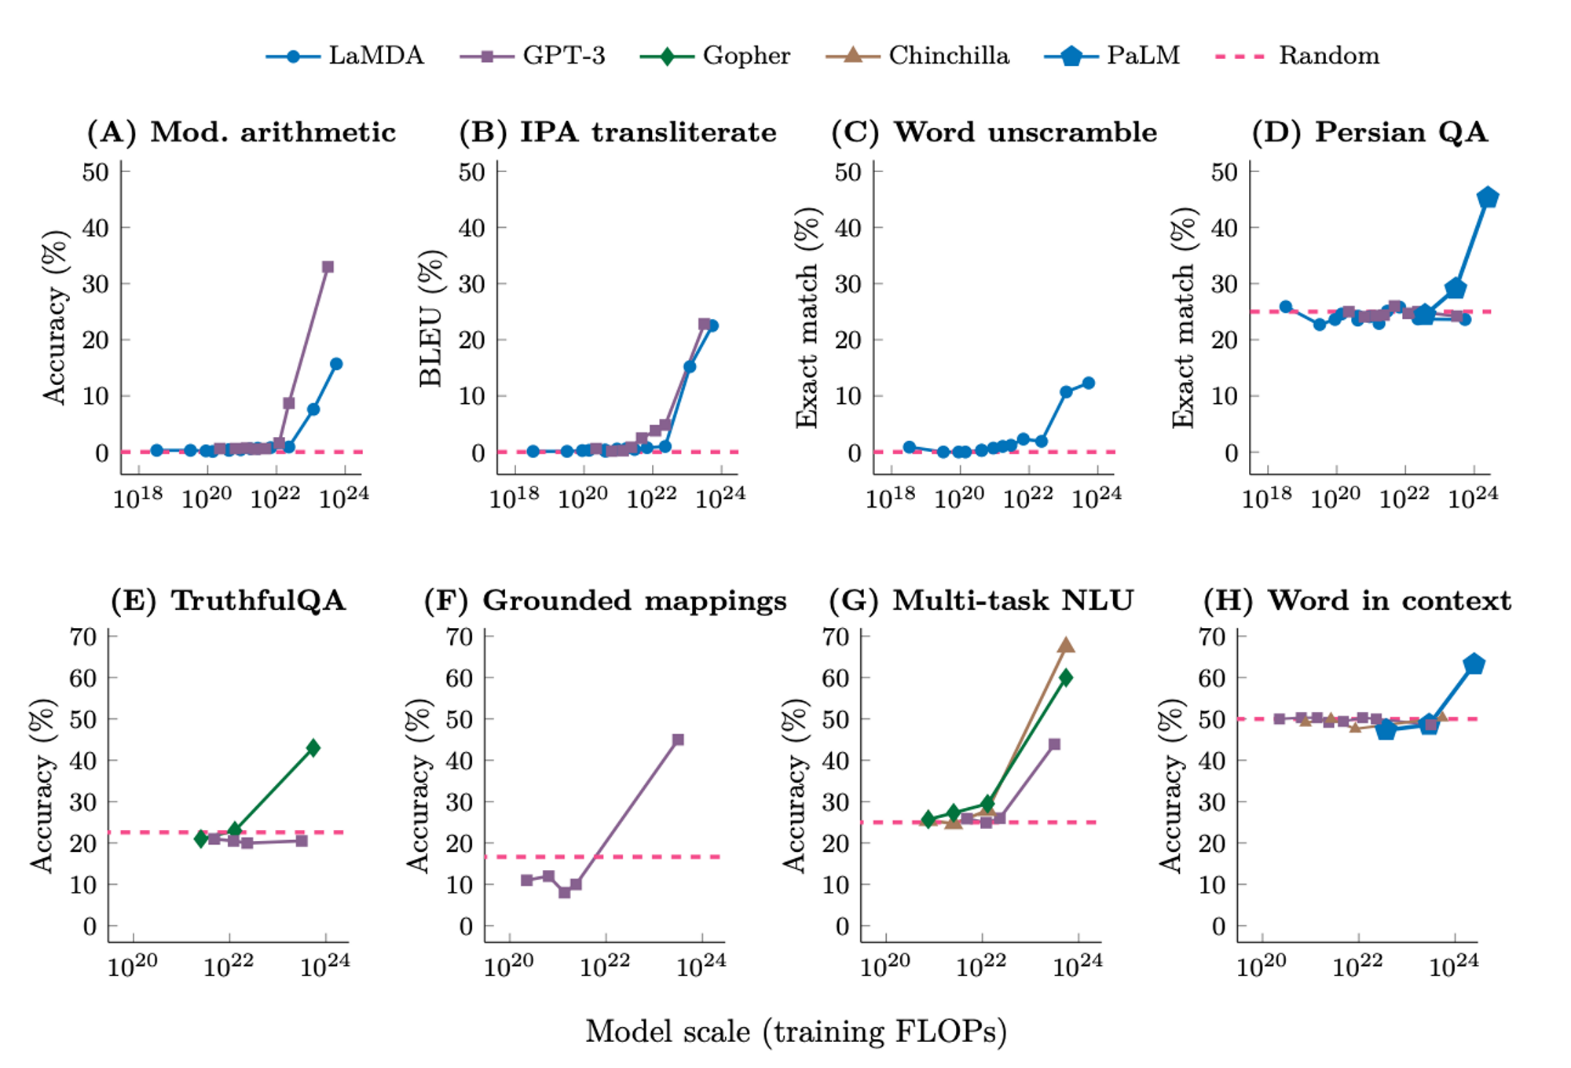 LaMDA GPT-3 Gopher Chinchilla PaLM Random
(A) Mod. arithmetic
Accuracy (%)
50
40
30
20
10
0
10^18 10^20 10^22 10^24
(B) IPA transliterate
BLEU (%)
50
40
30
20
10
0
10^18 10^20 10^22 10^24
(C) Word unscramble
Exact match (%)
50
40
30
20
10
0
10^18 10^20 10^22 10^24
(D) Persian QA
Exact match (%)
50
40
30
20
10
0
10^18 10^20 10^22 10^24
(E) TruthfulQA
Accuracy (%)
70
60
50
40
30
20
10
0
10^20 10^22 10^24
(F) Grounded mappings
Accuracy (%)
70
60
50
40
30
20
10
0
10^20 10^22 10^24
(G) Multi-task NLU
Accuracy (%)
70
60
50
40
30
20
10
0
10^20 10^22 10^24
(H) Word in context
Accuracy (%)
70
60
50
40
30
20
10
0
10^20 10^22 10^24
Model scale (training FLOPs)